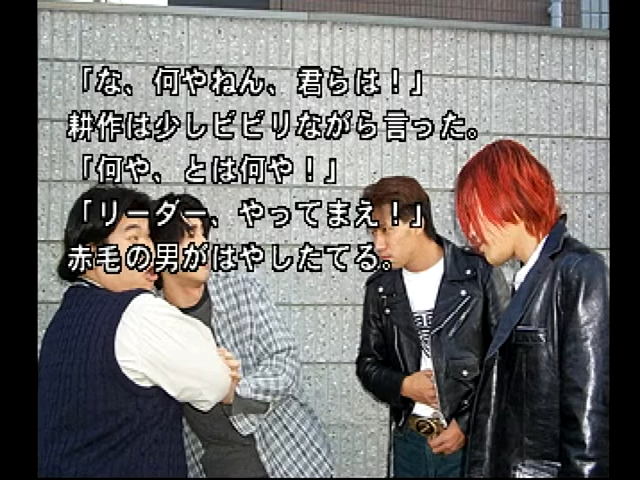 「な、何やねん、君らは！」
耕作は少しビビリながら言った。
「何や、とは何や！」
「リーダー、やってまえ！」
赤毛の男がはやしたてる。